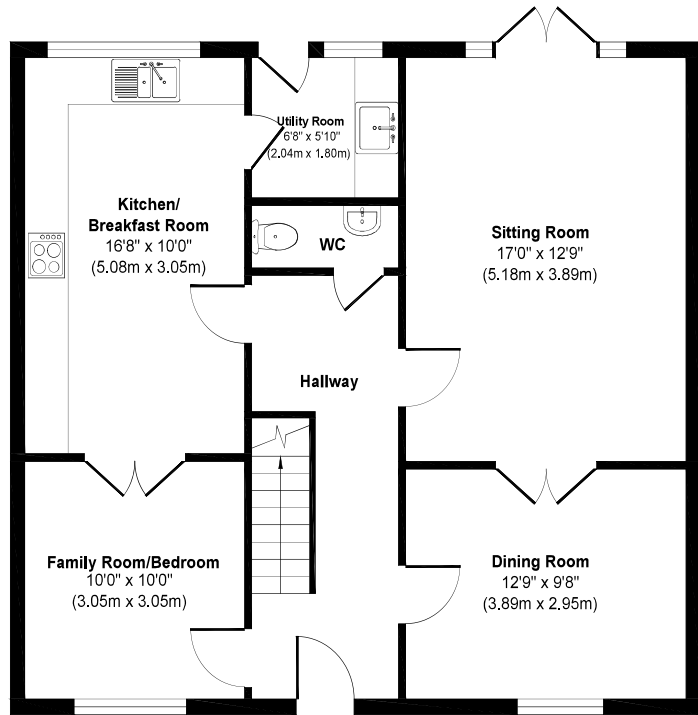 Utility Room
6'8" x 5'10"
(2.04m x 1.80m)
Kitchen/
Breakfast Room
16'8" x 10'0"
(5.08m x 3.05m)
WC
Sitting Room
17'0" x 12'9"
(5.18m x 3.89m)
Hallway
Family Room/Bedroom
10'0" x 10'0"
(3.05m x 3.05m)
Dining Room
12'9" x 9'8"
(3.89m x 2.95m)